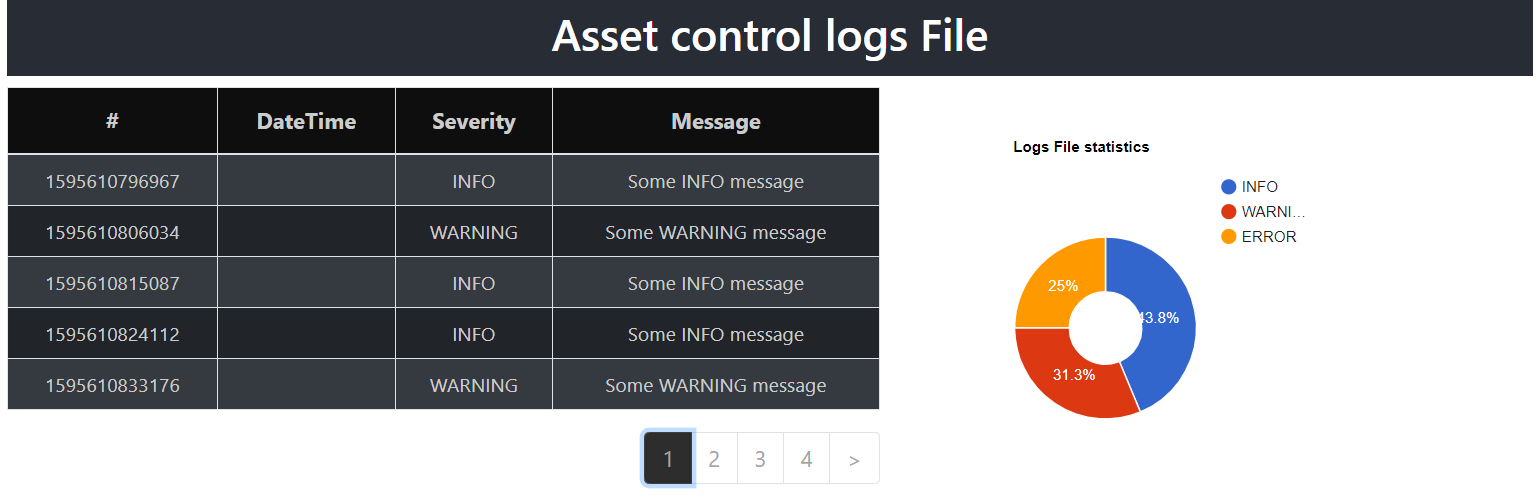 Asset control logs File
# DateTime Severity Message
1595610796967 INFO Some INFO message
1595610806034 WARNING Some WARNING message
1595610815087 INFO Some INFO message
1595610824112 INFO Some INFO message
1595610833176 WARNING Some WARNING message
1 2 3 4 >
Logs File statistics
INFO
WARNI...
ERROR
25%
43.8%
31.3%